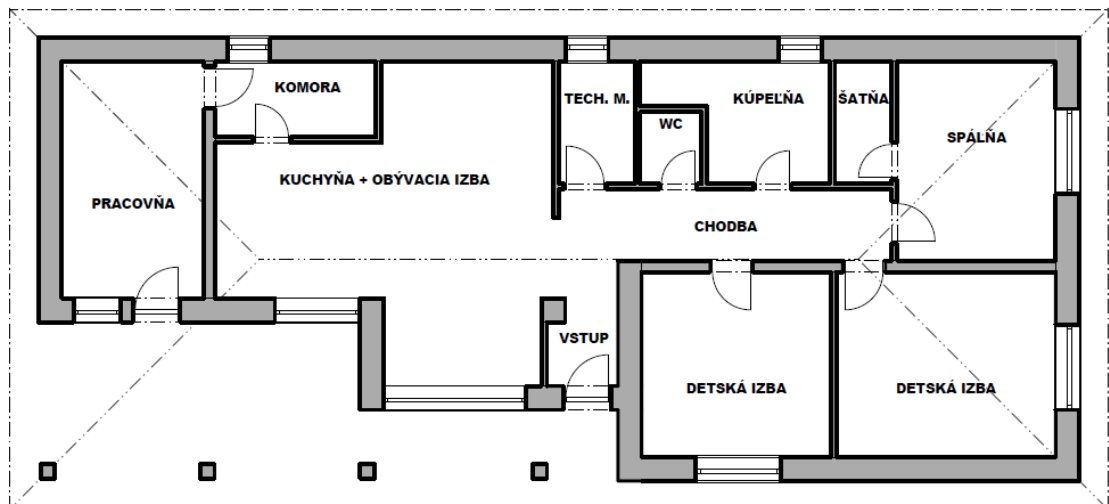 KOMORA
TECH. M.
KÚPEĽŇA
ŠATŇA
WC
SPÁLŇA
KUCHYŇA + OBÝVACIA IZBA
PRACOVŇA
CHODBA
VSTUP
DETSKÁ IZBA
DETSKÁ IZBA